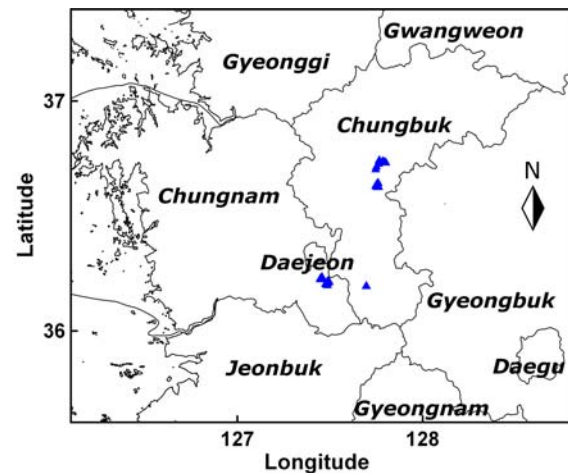 Gwangweon
Gyeonggi
37
Chungbuk
Chungnam
N
Latitude
Daejeon
Gyeongbuk
36
Jeonbuk
Daegu
Gyeongnam
127
128
Longitude